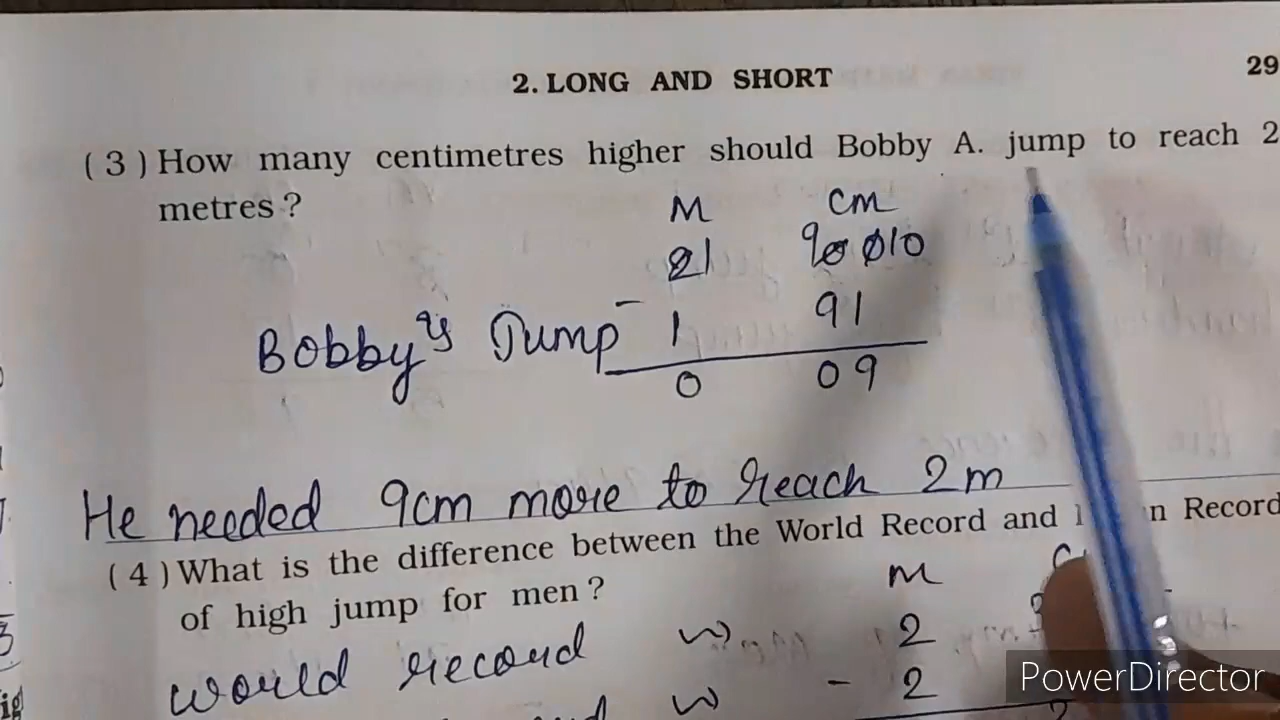 2. LONG AND SHORT 29
( 3 ) How many centimetres higher should Bobby A. jump to reach 2
metres ?
M CM
21 90 010
Bobby's Jump - 1 91
0 09
He needed 9cm more to reach 2m
( 4 ) What is the difference between the World Record and n Record
of high jump for men ?
M
World record 2
- 2
PowerDirector